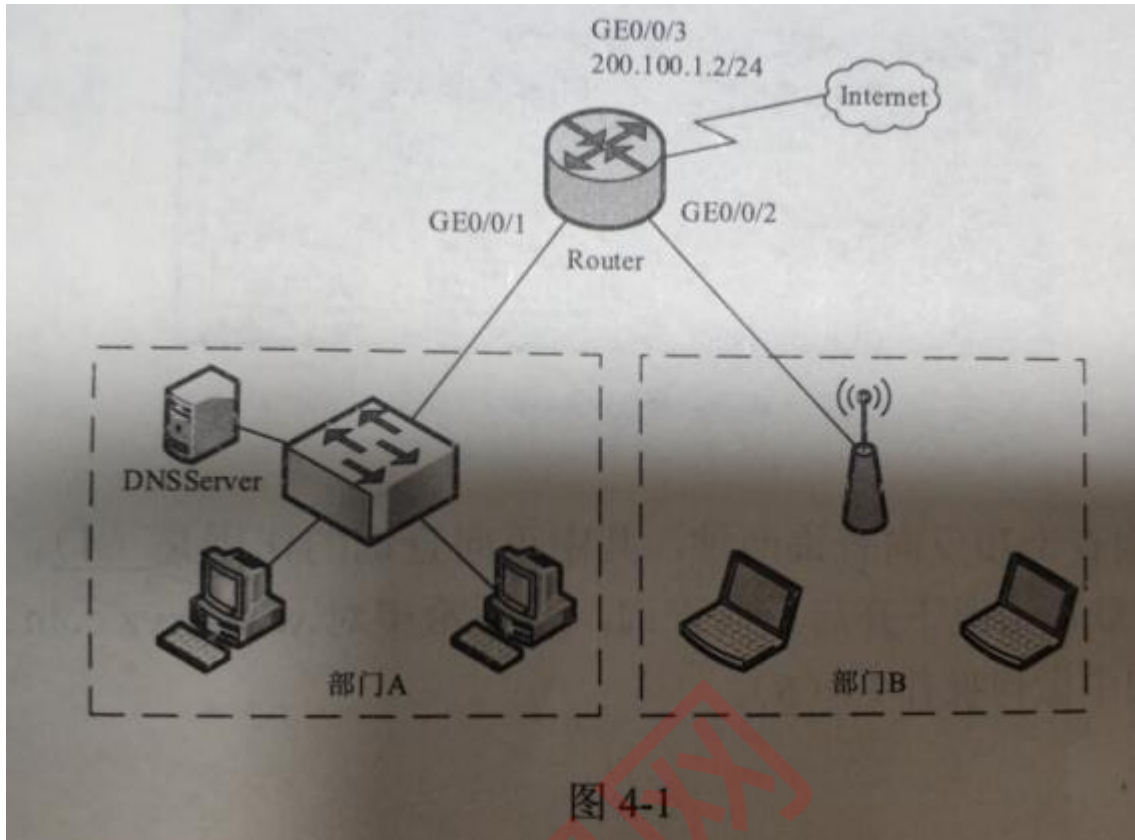 GE0/0/3
200.100.1.2/24
Internet
GE0/0/1
GE0/0/2
Router
DNSServer
部门A
部门B
图 4-1